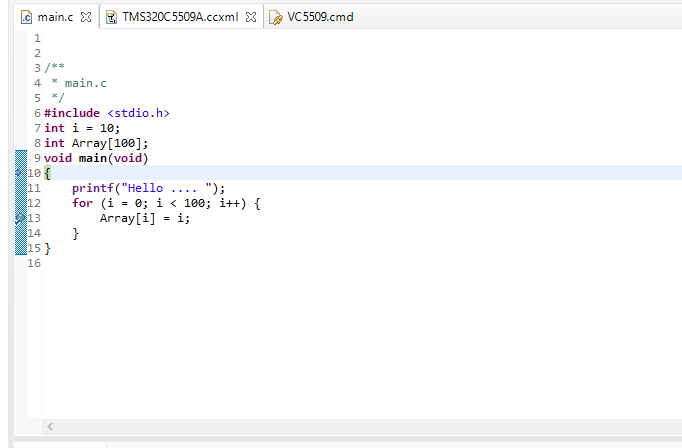 main.c TMS320C5509A.ccxml VC5509.cmd
1
2
3 /**
4  * main.c
5  */
6 #include <stdio.h>
7 int i = 10;
8 int Array[100];
9 void main(void)
10 {
11     printf("Hello .... ");
12     for (i = 0; i < 100; i++) {
13         Array[i] = i;
14     }
15 }
16